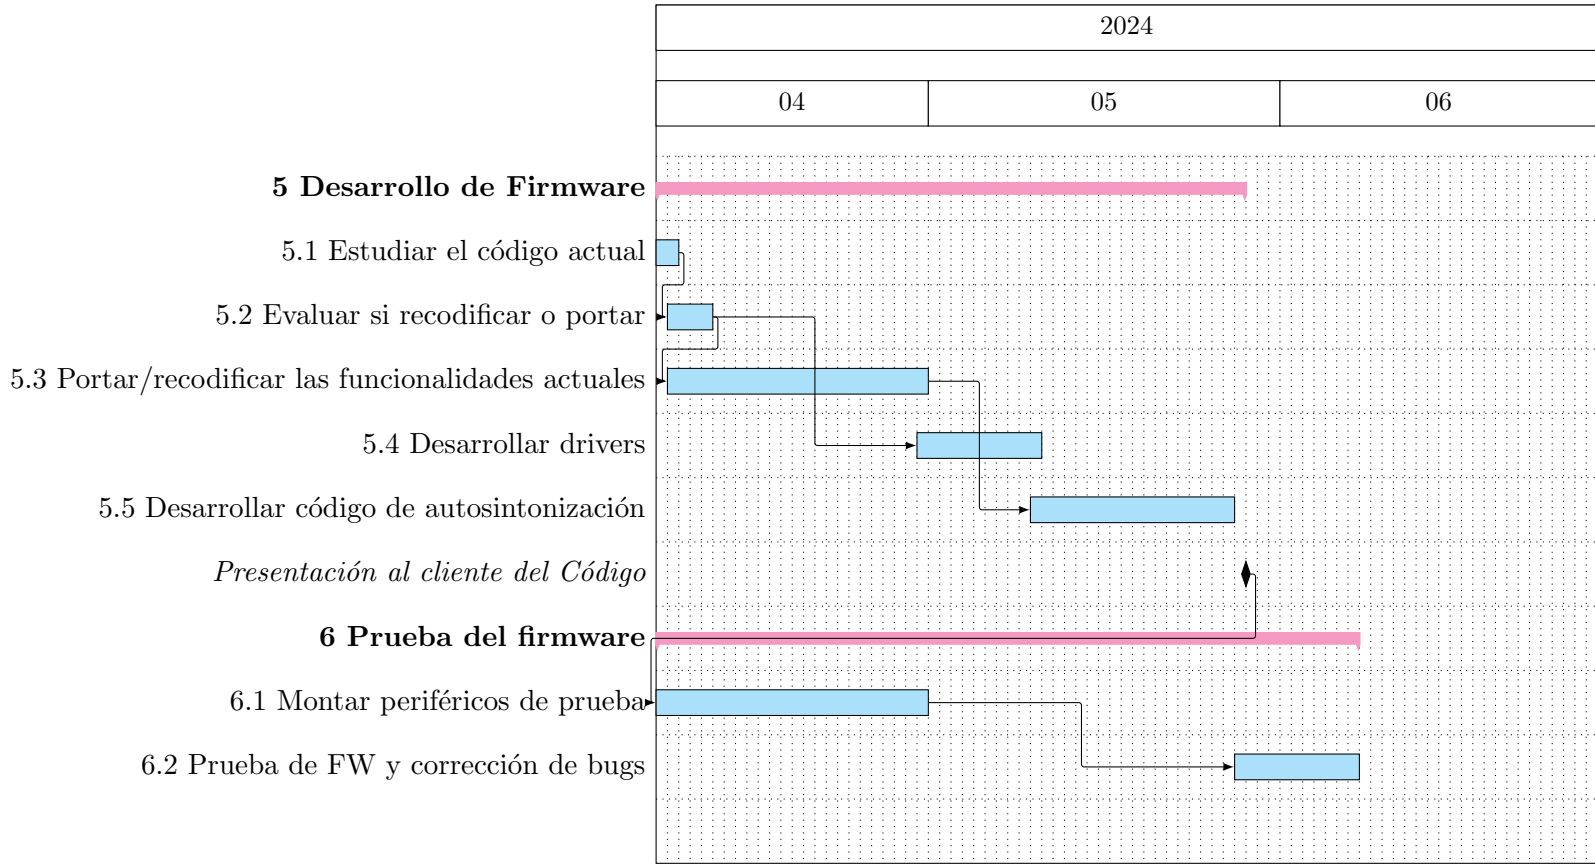 2024
04 05 06
5 Desarrollo de Firmware
5.1 Estudiar el código actual
5.2 Evaluar si recodificar o portar
5.3 Portar/recodificar las funcionalidades actuales
5.4 Desarrollar drivers
5.5 Desarrollar código de autosintonización
Presentación al cliente del Código
6 Prueba del firmware
6.1 Montar periféricos de prueba
6.2 Prueba de FW y corrección de bugs